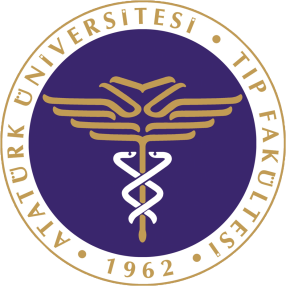 ATATÜRK ÜNİVERSİTESİ • TIP FAKÜLTESİ • 1962 •